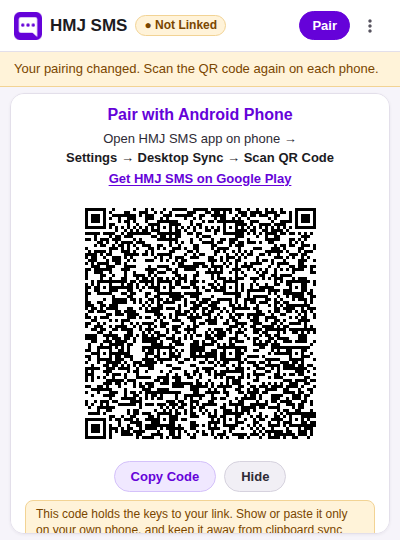 HMJ SMS
● Not Linked
Pair
Your pairing changed. Scan the QR code again on each phone.
Pair with Android Phone
Open HMJ SMS app on phone →
Settings → Desktop Sync → Scan QR Code
Get HMJ SMS on Google Play
Copy Code
Hide
This code holds the keys to your link. Show or paste it only
on your own phone, and keep it away from clipboard sync